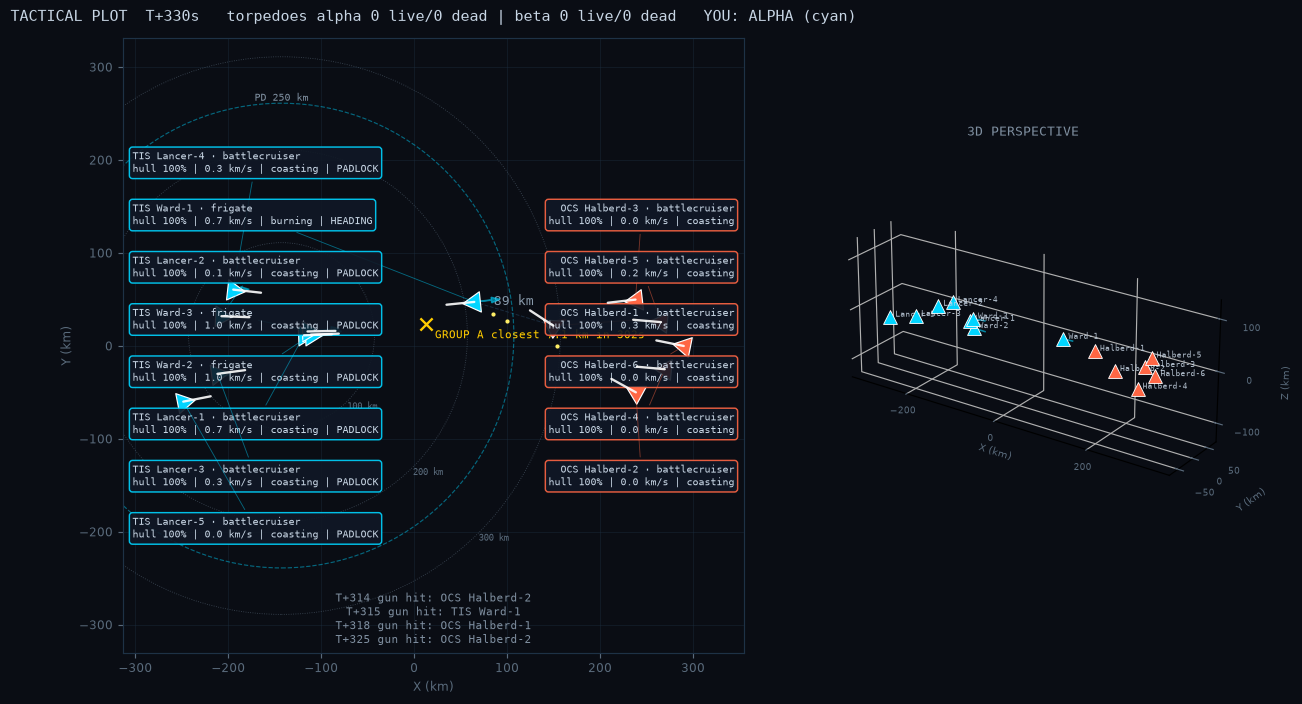 TACTICAL PLOT  T+330s   torpedoes alpha 0 live/0 dead | beta 0 live/0 dead   YOU: ALPHA (cyan)
PD 250 km
TIS Lancer-4 · battlecruiser
hull 100% | 0.3 km/s | coasting | PADLOCK
TIS Ward-1 · frigate
hull 100% | 0.7 km/s | burning | HEADING
TIS Lancer-2 · battlecruiser
hull 100% | 0.1 km/s | coasting | PADLOCK
TIS Ward-3 · frigate
hull 100% | 1.0 km/s | coasting | PADLOCK
TIS Ward-2 · frigate
hull 100% | 1.0 km/s | coasting | PADLOCK
TIS Lancer-1 · battlecruiser
hull 100% | 0.7 km/s | coasting | PADLOCK
TIS Lancer-3 · battlecruiser
hull 100% | 0.3 km/s | coasting | PADLOCK
TIS Lancer-5 · battlecruiser
hull 100% | 0.0 km/s | coasting | PADLOCK
OCS Halberd-3 · battlecruiser
hull 100% | 0.0 km/s | coasting
OCS Halberd-5 · battlecruiser
hull 100% | 0.2 km/s | coasting
OCS Halberd-1 · battlecruiser
hull 100% | 0.3 km/s | coasting
OCS Halberd-6 · battlecruiser
hull 100% | 0.0 km/s | coasting
OCS Halberd-4 · battlecruiser
hull 100% | 0.0 km/s | coasting
OCS Halberd-2 · battlecruiser
hull 100% | 0.0 km/s | coasting
89 km
GROUP A closest km in
100 km
200 km
300 km
T+314 gun hit: OCS Halberd-2
T+315 gun hit: TIS Ward-1
T+318 gun hit: OCS Halberd-1
T+325 gun hit: OCS Halberd-2
300
200
100
0
−100
−200
−300
Y (km)
−300
−200
−100
0
100
200
300
X (km)
3D PERSPECTIVE
Lancer-4
Ward-2
Ward-1
Halberd-1
Halberd-5
Halberd-6
Halberd-4
−200
0
200
X (km)
−50
0
50
Y (km)
100
0
−100
Z (km)